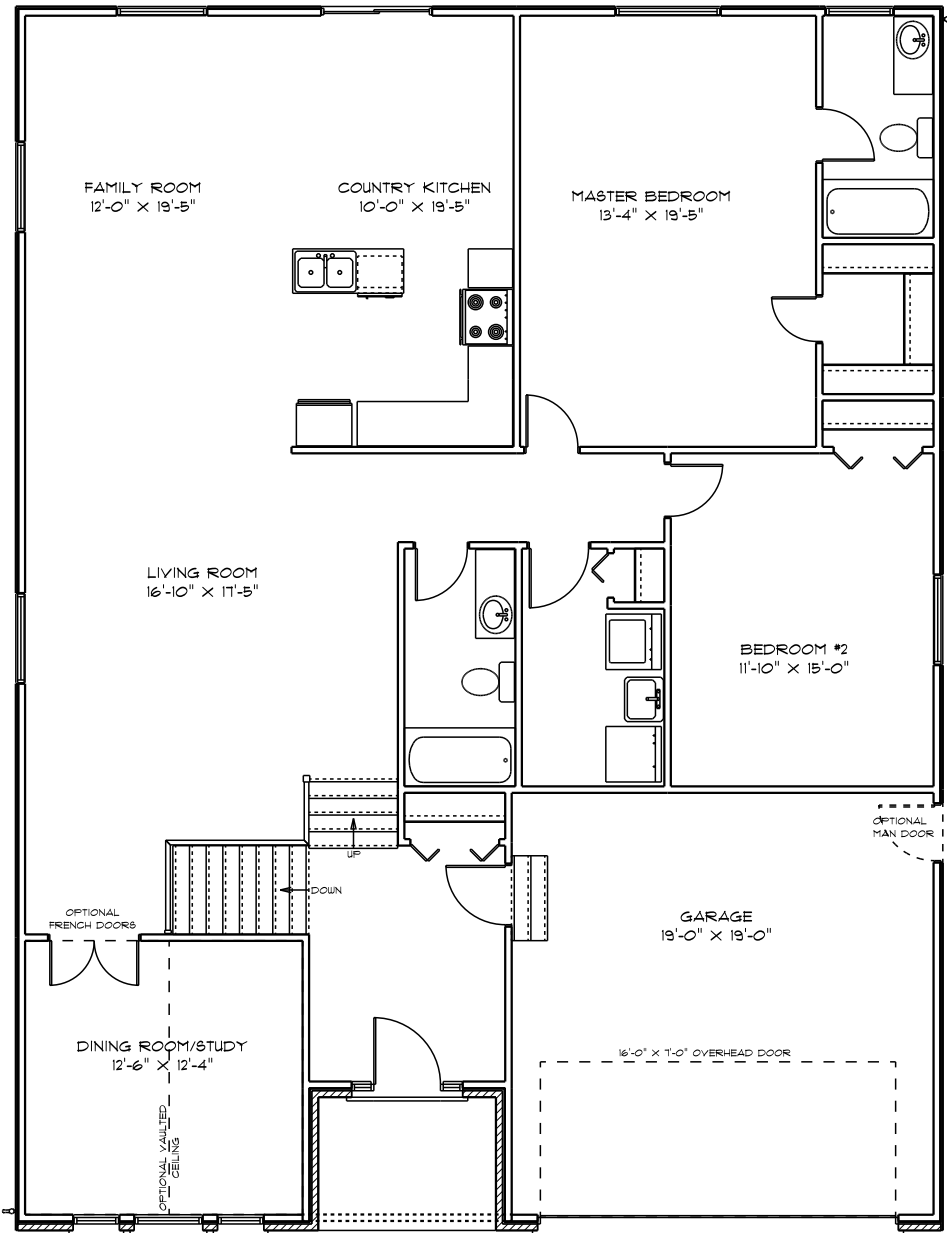 FAMILY ROOM
12'-0" X 19'-5"
COUNTRY KITCHEN
10'-0" X 19'-5"
MASTER BEDROOM
13'-4" X 19'-5"
LIVING ROOM
16'-10" X 17'-5"
BEDROOM #2
11'-10" X 15'-0"
OPTIONAL
MAN DOOR
UP
DOWN
OPTIONAL
FRENCH DOORS
GARAGE
19'-0" X 19'-0"
DINING ROOM/STUDY
12'-6" X 12'-4"
16'-0" X 7'-0" OVERHEAD DOOR
OPTIONAL VAULTED
CEILING